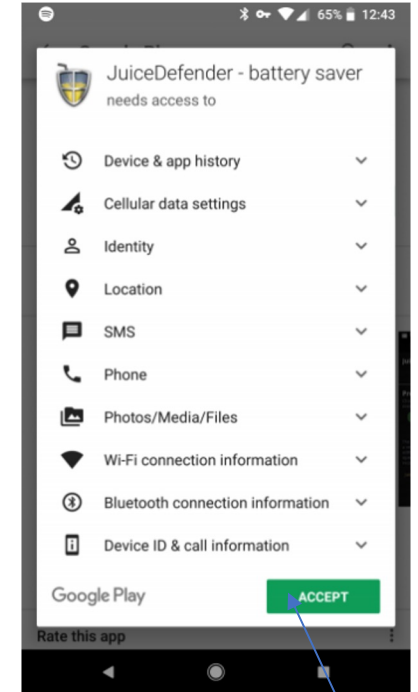 65% 12:43
JuiceDefender - battery saver
needs access to
Device & app history
Cellular data settings
Identity
Location
SMS
Phone
Photos/Media/Files
Wi-Fi connection information
Bluetooth connection information
Device ID & call information
Google Play
ACCEPT
Rate this app